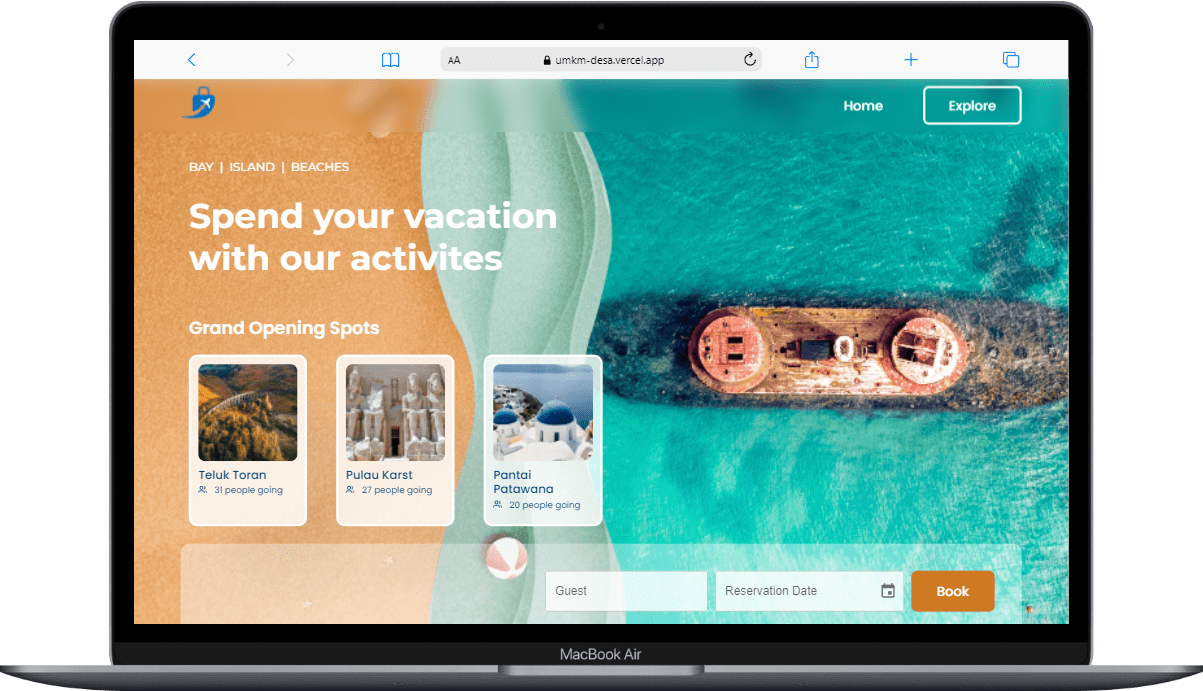 AA
umkm-desa.vercel.app
Home
Explore
BAY | ISLAND | BEACHES
Spend your vacation
with our activites
Grand Opening Spots
Teluk Toran
31 people going
Pulau Karst
27 people going
Pantai
Patawana
20 people going
Guest
Reservation Date
Book
MacBook Air